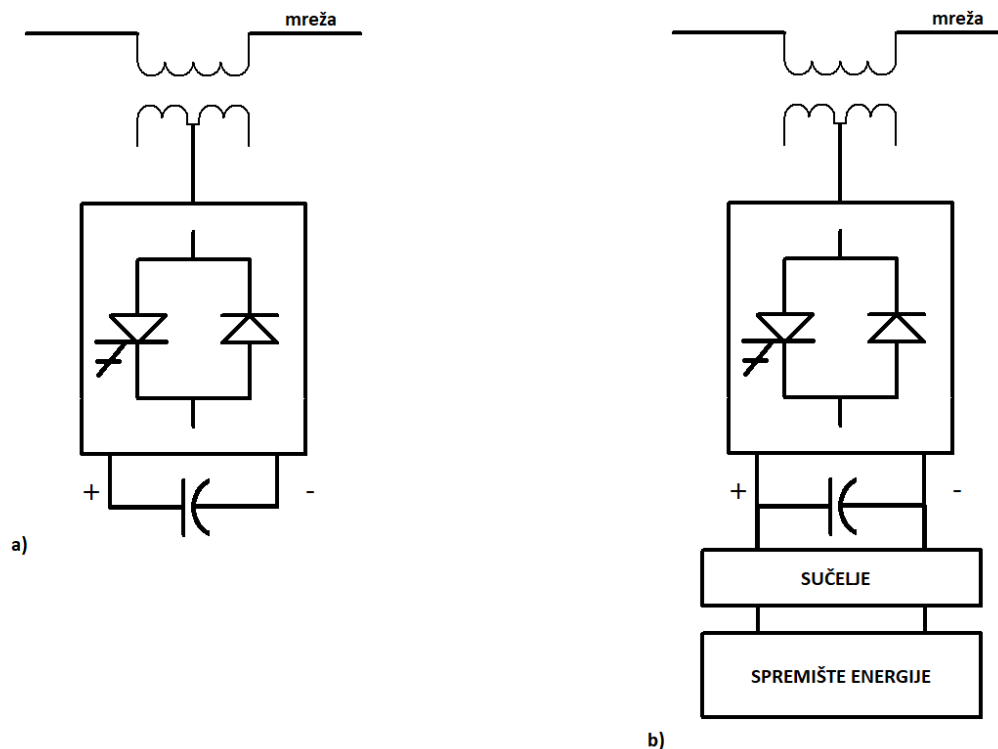 mreža
+ -
a)
mreža
+ -
SUČELJE
SPREMIŠTE ENERGIJE
b)